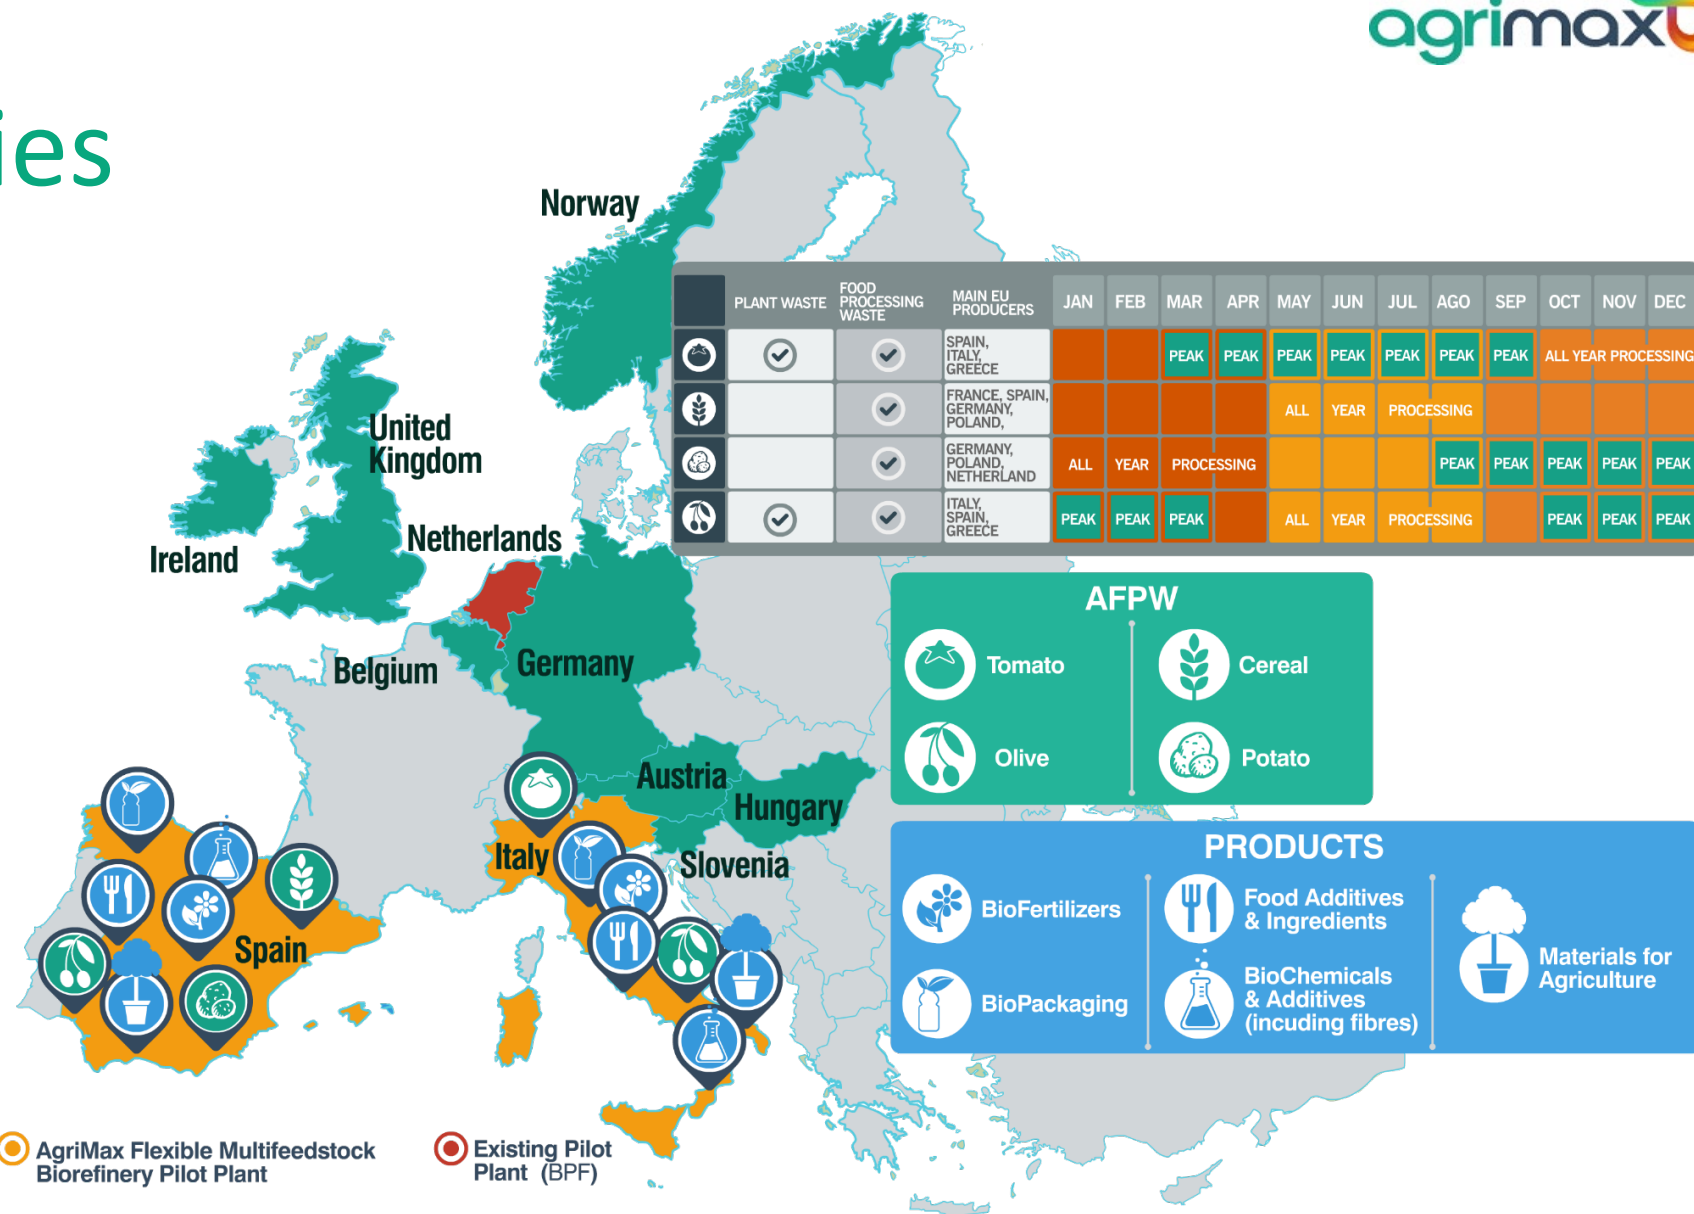 agrimax
ies
Norway
United
Kingdom
Ireland
Netherlands
Belgium
Germany
Austria
Hungary
Slovenia
Italy
Spain
PLANT WASTE FOOD PROCESSING WASTE MAIN EU PRODUCERS JAN FEB MAR APR MAY JUN JUL AGO SEP OCT NOV DEC
SPAIN,
ITALY,
GREECE
PEAK PEAK PEAK PEAK PEAK PEAK PEAK ALL YEAR PROCESSING
FRANCE, SPAIN,
GERMANY,
POLAND,
ALL YEAR PROCESSING
GERMANY,
POLAND,
NETHERLAND
ALL YEAR PROCESSING PEAK PEAK PEAK PEAK PEAK
ITALY,
SPAIN,
GREECE
PEAK PEAK PEAK ALL YEAR PROCESSING PEAK PEAK PEAK
AFPW
Tomato Cereal
Olive Potato
PRODUCTS
BioFertilizers
Food Additives
& Ingredients
BioPackaging
BioChemicals
& Additives
(incuding fibres)
Materials for
Agriculture
AgriMax Flexible Multifeedstock
Biorefinery Pilot Plant
Existing Pilot
Plant (BPF)